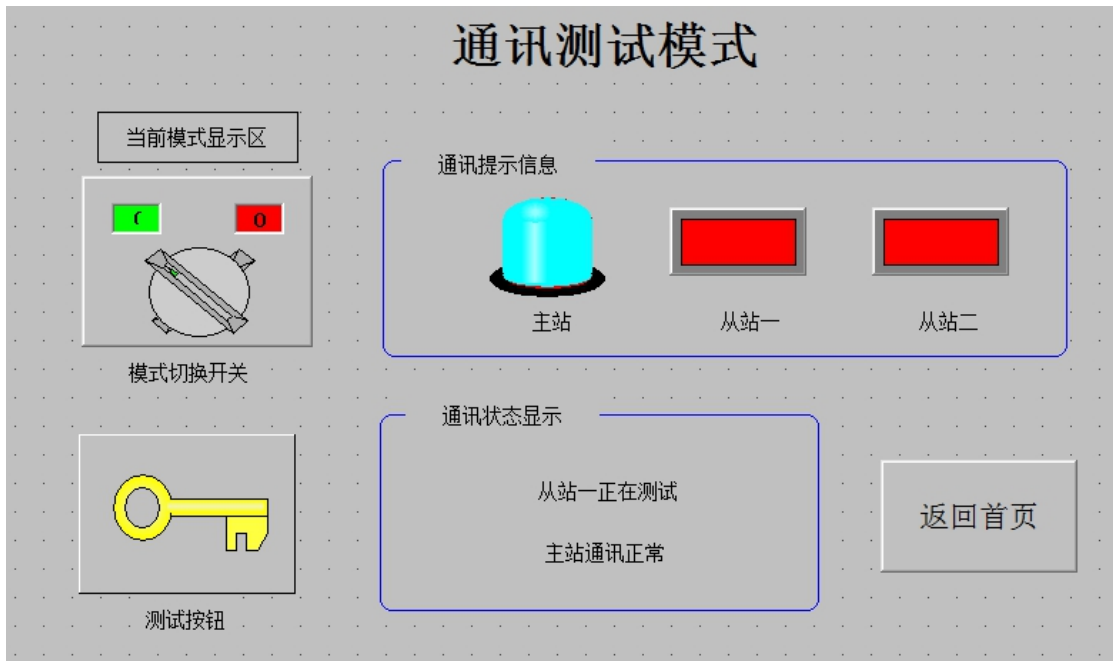 通讯测试模式
当前模式显示区
通讯提示信息
主站
从站一
从站二
模式切换开关
通讯状态显示
从站一正在测试
主站通讯正常
返回首页
测试按钮